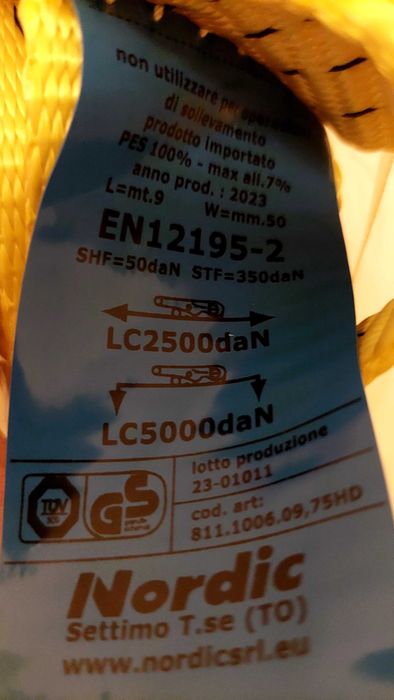 non utilizzare per operazioni
di sollevamento
prodotto importato
PES 100% - max all.7%
anno prod. : 2023
L=mt.9 W=mm.50
EN12195-2
SHF=50daN STF=350daN
LC2500daN
LC5000daN
lotto produzione
23-01011
cod. art:
811.1006.09,75HD
TÜV
GS
Nordic
Settimo T.se (TO)
www.nordicsrl.eu